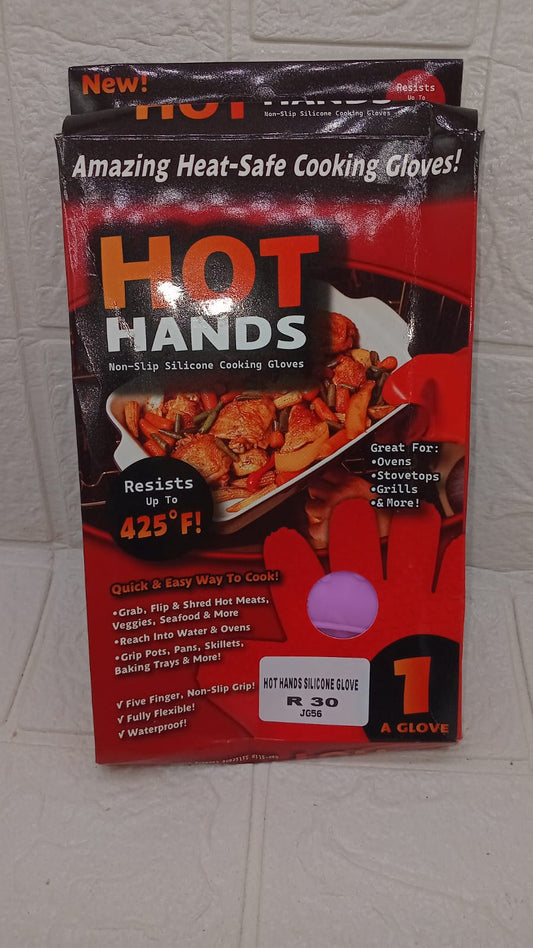 New!
HOT HANDS
Resists
Up To
Non-Slip Silicone Cooking Gloves
Amazing Heat-Safe Cooking Gloves!
HOT
HANDS
Non-Slip Silicone Cooking Gloves
Great For:
•Ovens
•Stovetops
•Grills
•& More!
Resists
Up To
425°F!
Quick & Easy Way To Cook!
•Grab, Flip & Shred Hot Meats,
Veggies, Seafood & More
•Reach Into Water & Ovens
•Grip Pots, Pans, Skillets,
Baking Trays & More!
√ Five Finger, Non-Slip Grip!
√ Fully Flexible!
√ Waterproof!
HOT HANDS SILICONE GLOVE
R 30
JG56
1
A GLOVE